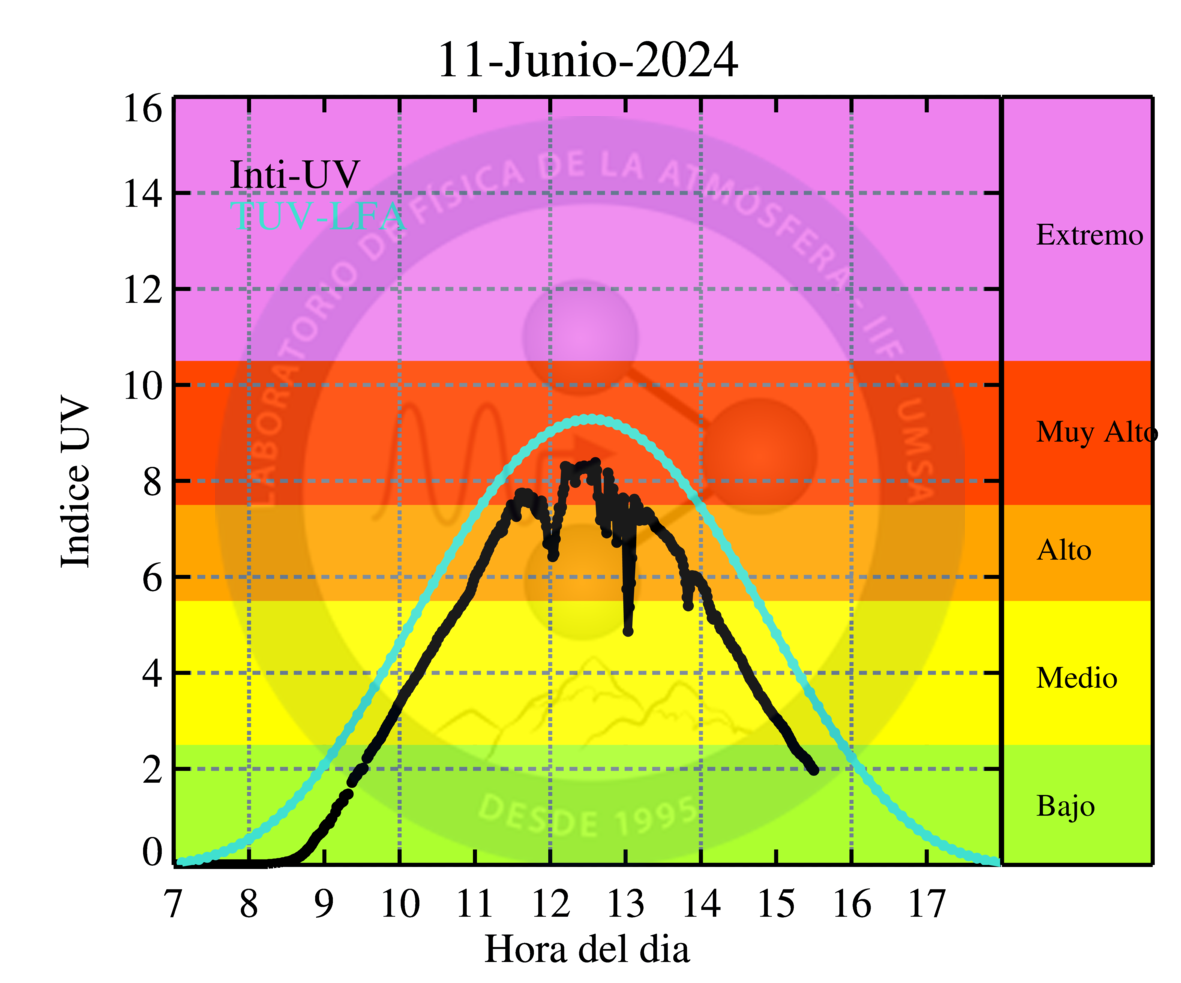 11-Junio-2024
16
14
12
10
8
6
4
2
0
Indice UV
Inti-UV
TUV-LFA
LABORATORIO DE FÍSICA DE LA ATMÓSFERA - IIF - UMSA
DESDE 1995
Extremo
Muy Alto
Alto
Medio
Bajo
7 8 9 10 11 12 13 14 15 16 17
Hora del dia